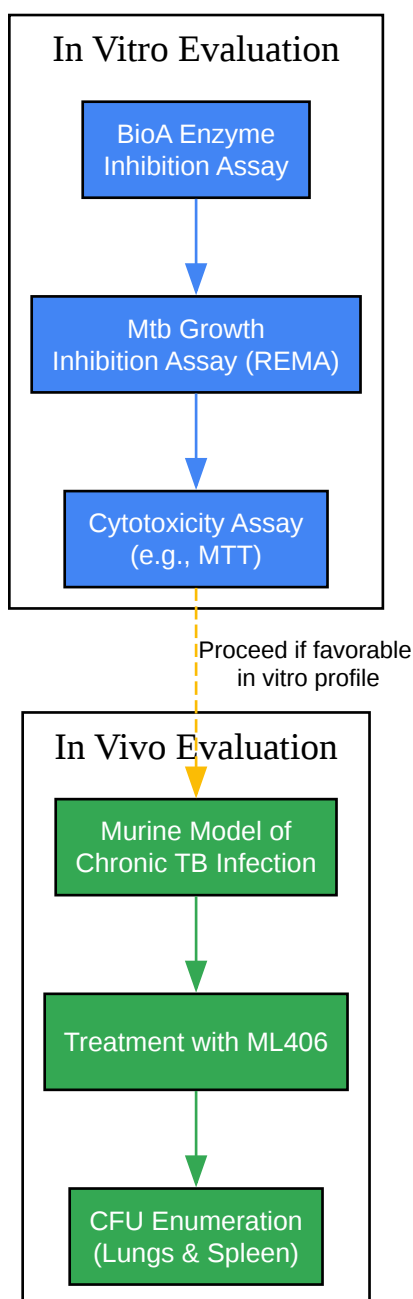 In Vitro Evaluation
BioA Enzyme
Inhibition Assay
Mtb Growth
Inhibition Assay (REMA)
Cytotoxicity Assay
(e.g., MTT)
Proceed if favorable
in vitro profile
In Vivo Evaluation
Murine Model of
Chronic TB Infection
Treatment with ML406
CFU Enumeration
(Lungs & Spleen)